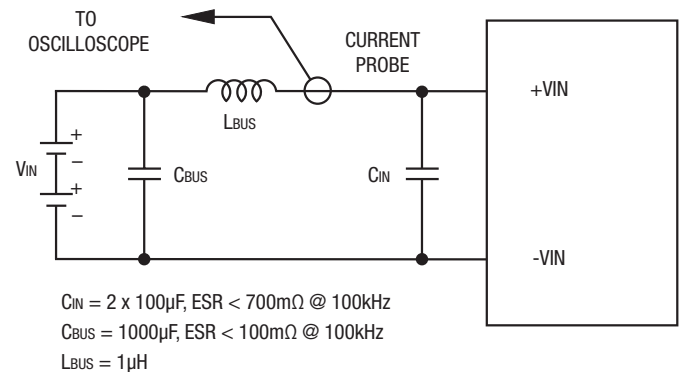 TO
OSCILLOSCOPE
CURRENT
PROBE
LBUS
+VIN
+
VIN
−
+
−
CBUS
CIN
-VIN
CIN = 2 x 100µF, ESR < 700mΩ @ 100kHz
CBUS = 1000µF, ESR < 100mΩ @ 100kHz
LBUS = 1µH